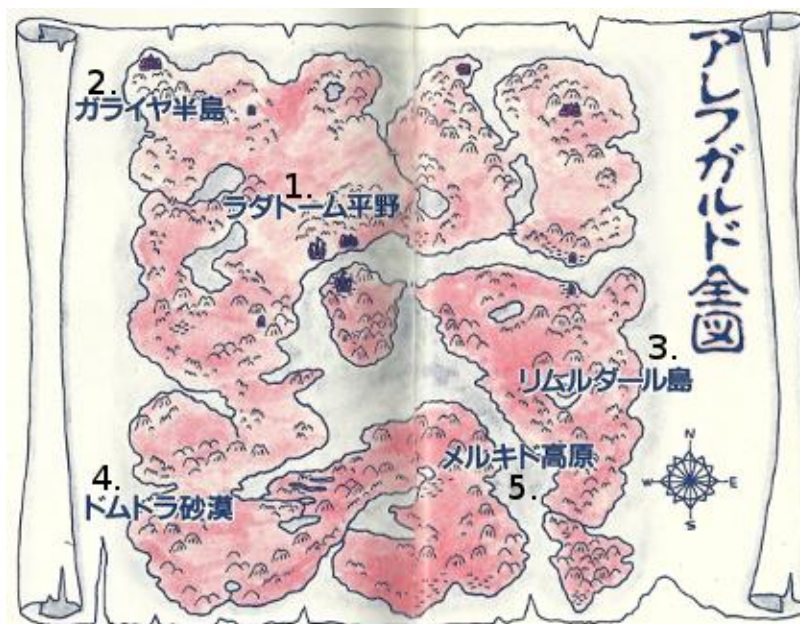 アレフガルド全図
2.
ガライヤ半島
1.
ラダトーム平野
3.
リムルダール島
メルキド高原
5.
4.
ドムドラ砂漠
N
W
E
S